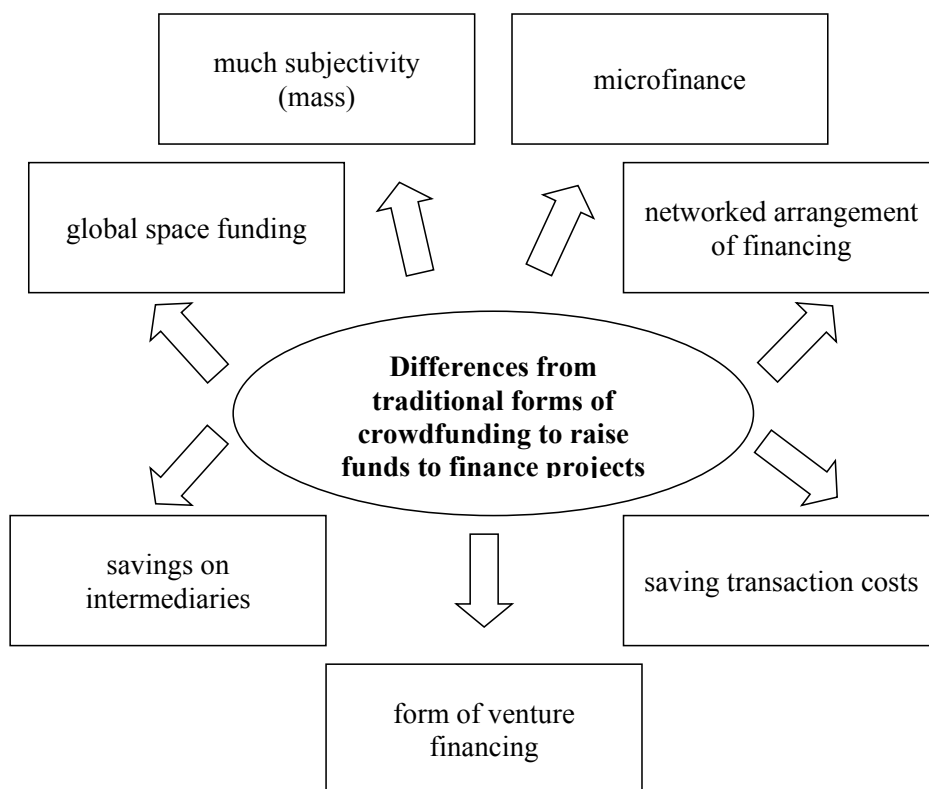 much subjectivity
(mass)
microfinance
global space funding
networked arrangement
of financing
Differences from
traditional forms of
crowdfunding to raise
funds to finance projects
savings on
intermediaries
saving transaction costs
form of venture
financing